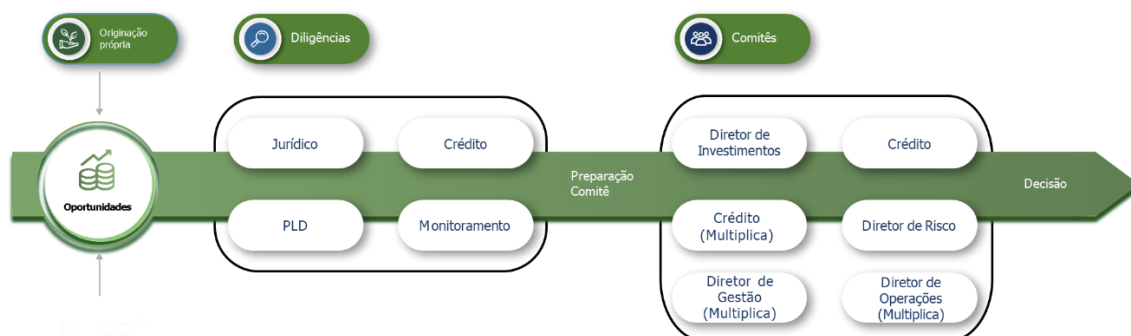 Originação
própria
Diligências
Comitês
Jurídico
Crédito
Diretor de
Investimentos
Crédito
Preparação
Comitê
Decisão
Oportunidades
PLD
Monitoramento
Crédito
(Multiplica)
Diretor de Risco
Diretor de
Gestão
(Multiplica)
Diretor de
Operações
(Multiplica)